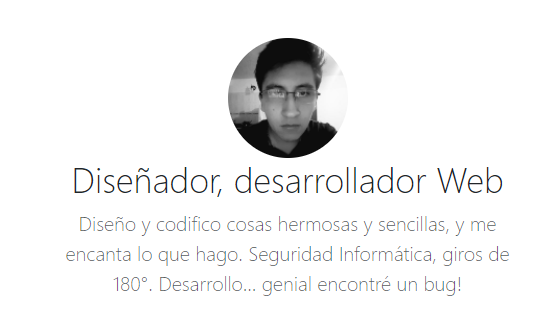 Diseñador, desarrollador Web
Diseño y codifico cosas hermosas y sencillas, y me
encanta lo que hago. Seguridad Informática, giros de
180°. Desarrollo... genial encontré un bug!